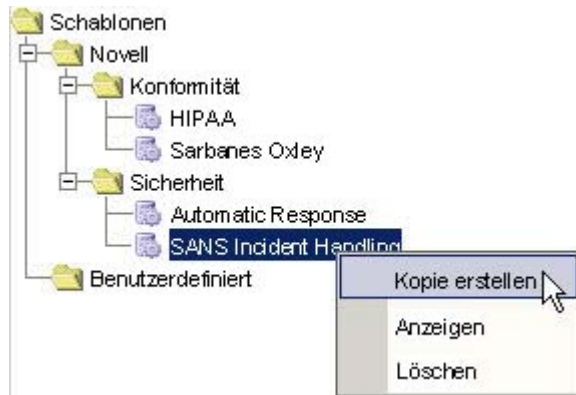 Schablonen
Novell
Konformität
HIPAA
Sarbanes Oxley
Sicherheit
Automatic Response
SANS Incident Handling
Benutzerdefiniert
Kopie erstellen
Anzeigen
Löschen